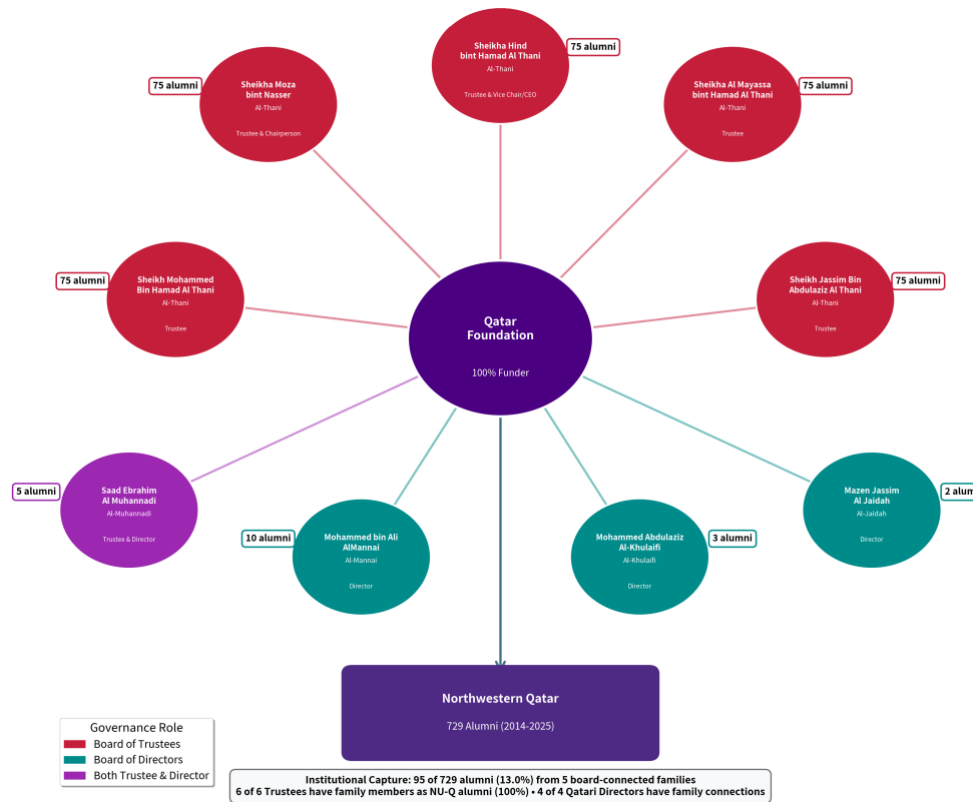 Sheikha Hind
bint Hamad Al Thani
Al-Thani
Trustee & Vice Chair/CEO
75 alumni
75 alumni
Sheikha Moza
bint Nasser
Al-Thani
Trustee & Chairperson
Sheikha Al Mayassa
bint Hamad Al Thani
Al-Thani
Trustee
75 alumni
75 alumni
Sheikh Mohammed
Bin Hamad Al Thani
Al-Thani
Trustee
Sheikh Jassim Bin
Abdulaziz Al Thani
Al-Thani
Trustee
75 alumni
Qatar
Foundation
100% Funder
5 alumni
Saad Ebrahim
Al Muhannadi
Al-Muhannadi
Trustee & Director
10 alumni
Mohammed bin Ali
AlMannai
Al-Mannai
Director
Mohammed Abdulaziz
Al-Khulaifi
Al-Khulaifi
Director
3 alumni
Mazen Jassim
Al Jaidah
Al-Jaidah
Director
2 alum
Northwestern Qatar
729 Alumni (2014-2025)
Governance Role
Board of Trustees
Board of Directors
Both Trustee & Director
Institutional Capture: 95 of 729 alumni (13.0%) from 5 board-connected families
6 of 6 Trustees have family members as NU-Q alumni (100%) • 4 of 4 Qatari Directors have family connections